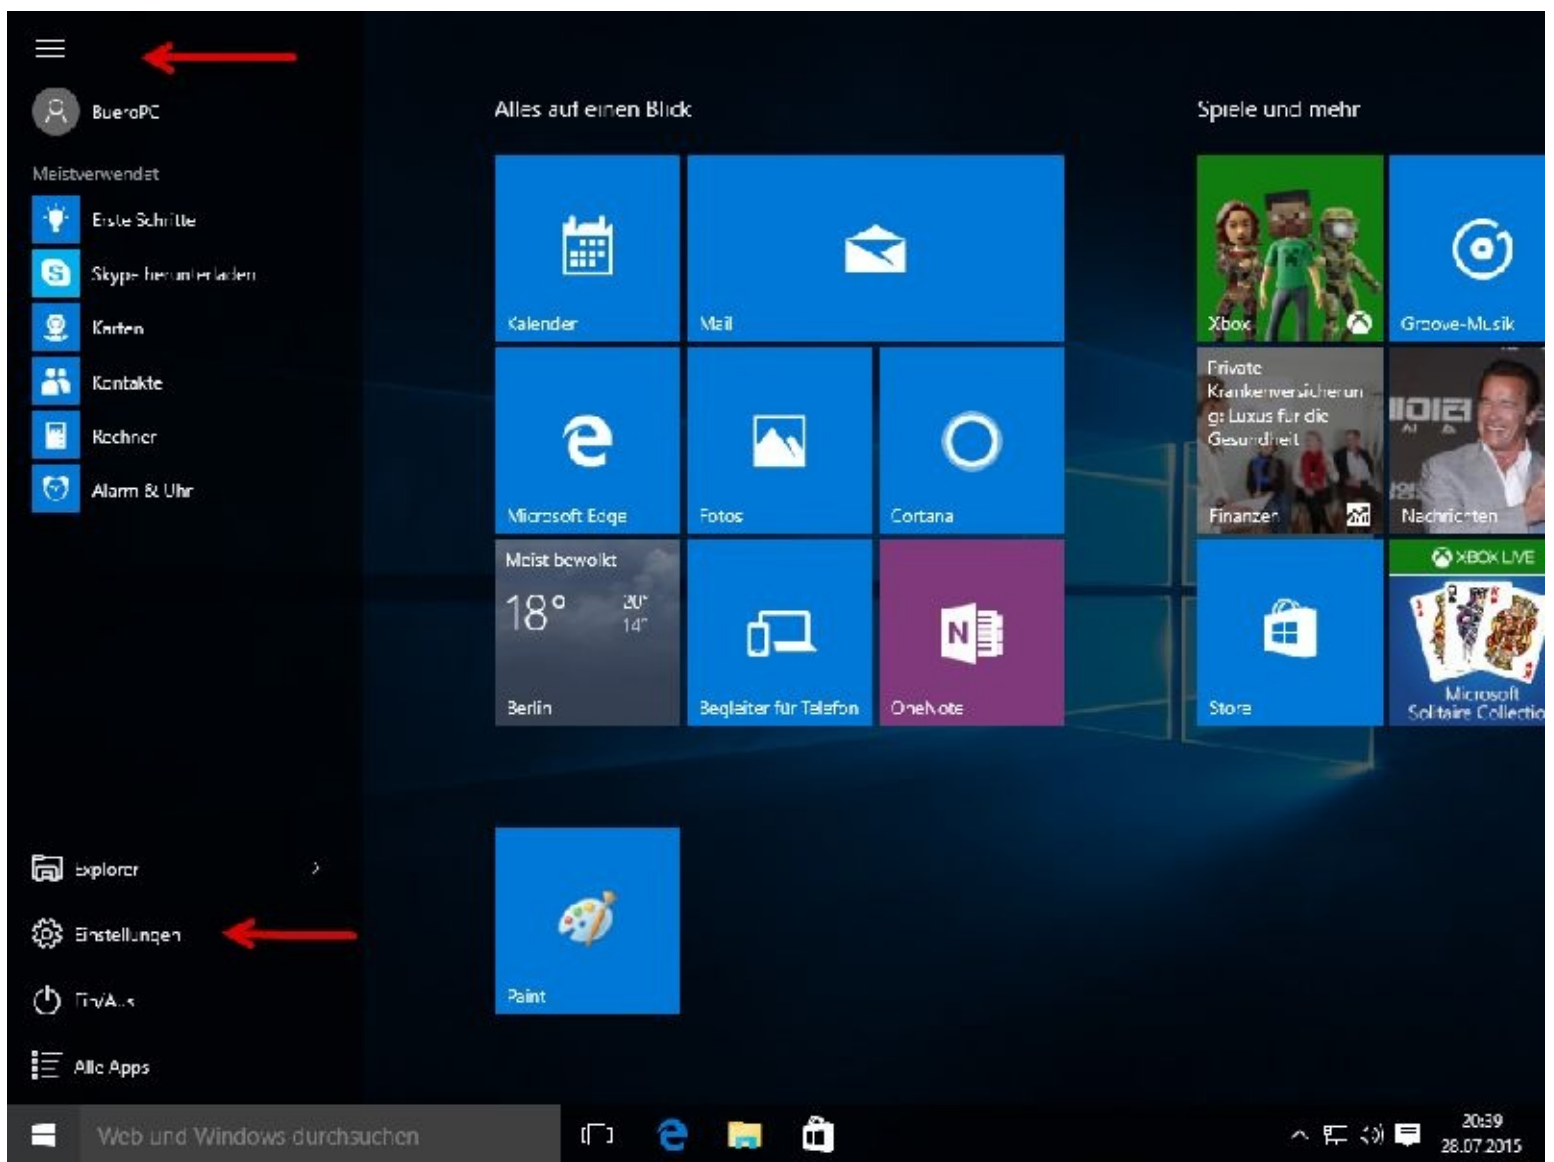 BueroPC
Meistverwendet
Erste Schritte
Skype herunterladen
Karten
Kontakte
Rechner
Alarm & Uhr
Explorer
Einstellungen
Ein/Aus
Alle Apps
Alles auf einen Blick
Kalender
Mail
Microsoft Edge
Fotos
Cortana
Meist bewölkt
18°
20°
14°
Berlin
Begleiter für Telefon
N
OneNote
Paint
Spiele und mehr
Xbox
Groove-Musik
Private
Krankenversicherun
g: Luxus für die
Gesundheit
Finanzen
Nachrichten
Store
XBOX LIVE
Microsoft
Solitaire Collectio
Web und Windows durchsuchen
20:39
28.07.2015